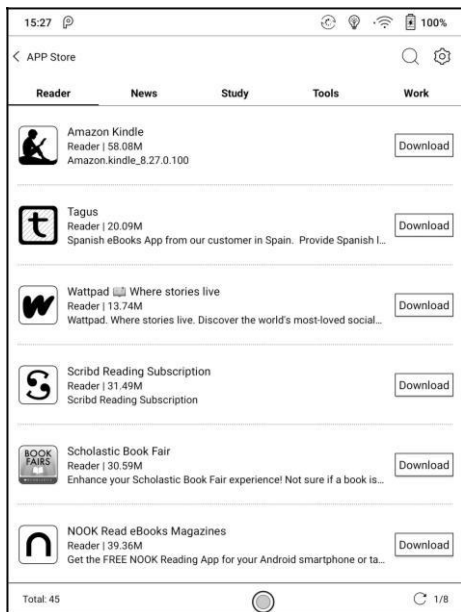 15:27 100%
APP Store
Reader News Study Tools Work
Amazon Kindle
Reader | 58.08M
Amazon.kindle_8.27.0.100
Download
t
Tagus
Reader | 20.09M
Spanish eBooks App from our customer in Spain. Provide Spanish l...
Download
Wattpad 📖 Where stories live
Reader | 13.74M
Wattpad. Where stories live. Discover the world's most-loved social...
Download
Scribd Reading Subscription
Reader | 31.49M
Scribd Reading Subscription
Download
BOOK
FAIRS
Scholastic Book Fair
Reader | 30.59M
Enhance your Scholastic Book Fair experience! Not sure if a book is...
Download
n
NOOK Read eBooks Magazines
Reader | 39.36M
Get the FREE NOOK Reading App for your Android smartphone or ta...
Download
Total: 45 1/8